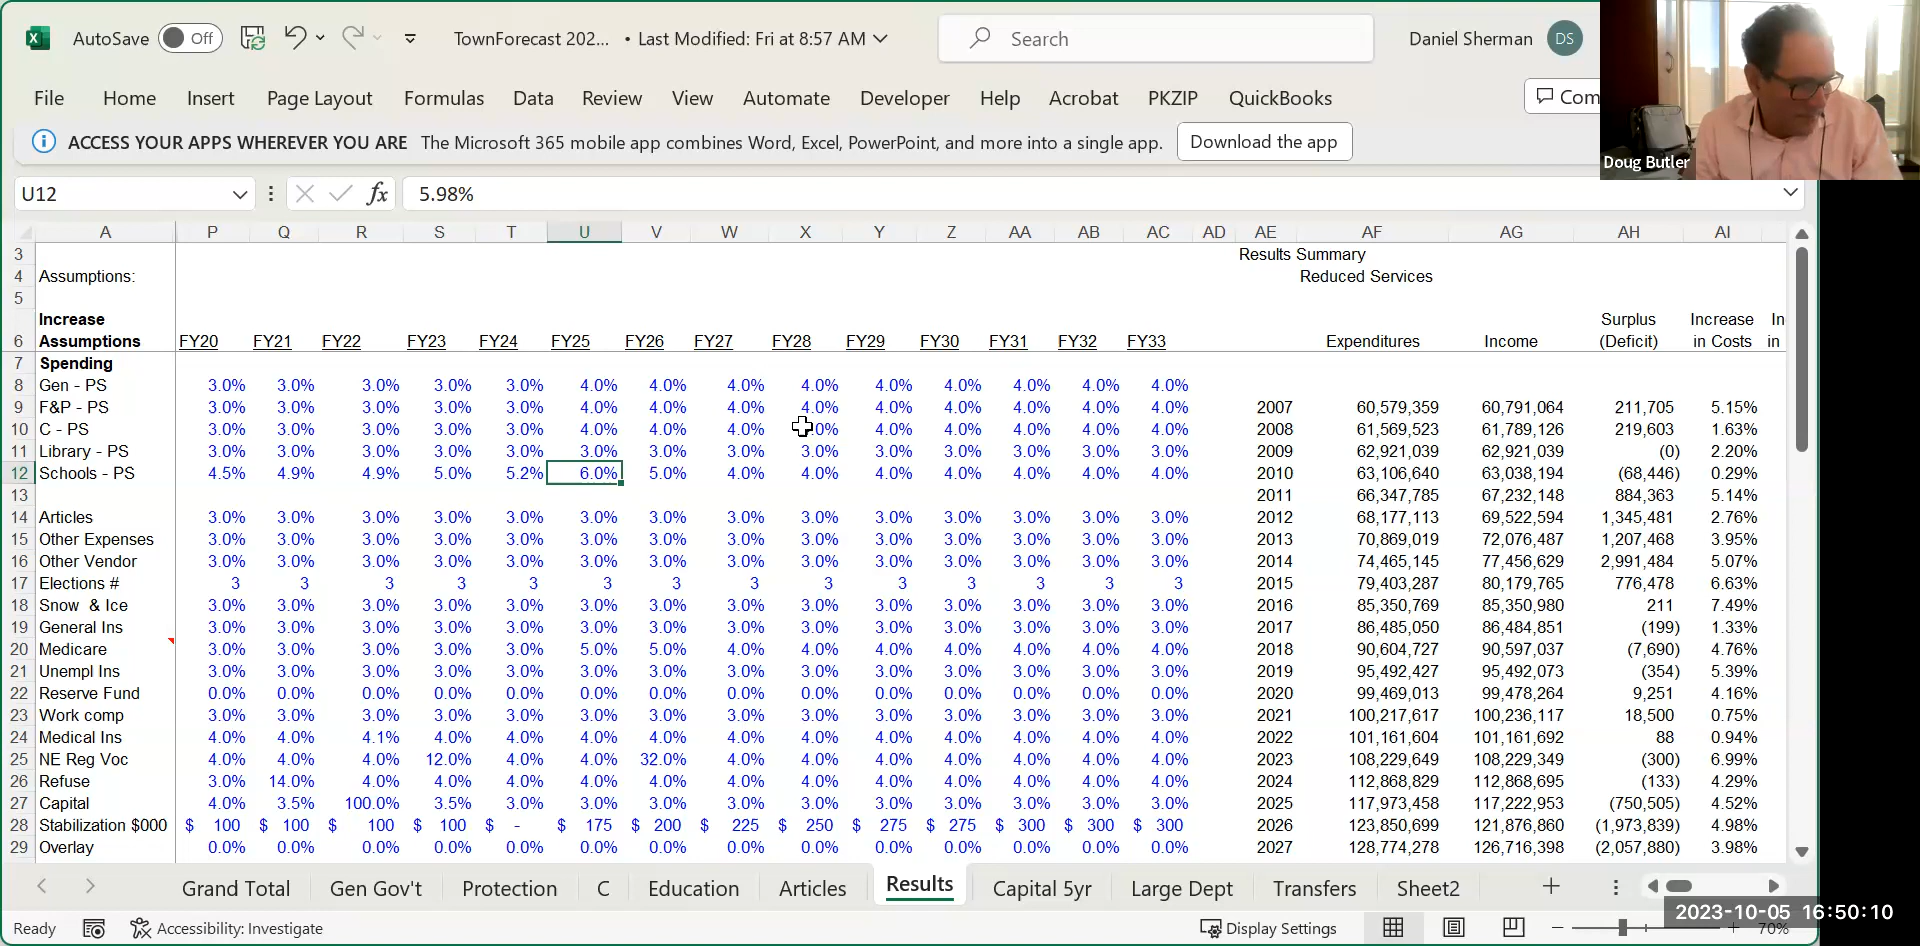 AutoSave Off TownForecast 202... • Last Modified: Fri at 8:57 AM Search Daniel Sherman DS
File Home Insert Page Layout Formulas Data Review View Automate Developer Help Acrobat PKZIP QuickBooks Com
ACCESS YOUR APPS WHEREVER YOU ARE The Microsoft 365 mobile app combines Word, Excel, PowerPoint, and more into a single app. Download the app
Doug Butler
U12 fx 5.98%
A P Q R S T U V W X Y Z AA AB AC AD AE AF AG AH AI
3 Results Summary
4 Assumptions: Reduced Services
5
Increase Surplus Increase In
6 Assumptions FY20 FY21 FY22 FY23 FY24 FY25 FY26 FY27 FY28 FY29 FY30 FY31 FY32 FY33 Expenditures Income (Deficit) in Costs in
7 Spending
8 Gen - PS 3.0% 3.0% 3.0% 3.0% 3.0% 4.0% 4.0% 4.0% 4.0% 4.0% 4.0% 4.0% 4.0% 4.0%
9 F&P - PS 3.0% 3.0% 3.0% 3.0% 3.0% 4.0% 4.0% 4.0% 4.0% 4.0% 4.0% 4.0% 4.0% 4.0% 2007 60,579,359 60,791,064 211,705 5.15%
10 C - PS 3.0% 3.0% 3.0% 3.0% 3.0% 4.0% 4.0% 4.0% 0% 4.0% 4.0% 4.0% 4.0% 4.0% 2008 61,569,523 61,789,126 219,603 1.63%
11 Library - PS 3.0% 3.0% 3.0% 3.0% 3.0% 3.0% 3.0% 3.0% 3.0% 3.0% 3.0% 3.0% 3.0% 3.0% 2009 62,921,039 62,921,039 (0) 2.20%
12 Schools - PS 4.5% 4.9% 4.9% 5.0% 5.2% 6.0% 5.0% 4.0% 4.0% 4.0% 4.0% 4.0% 4.0% 4.0% 2010 63,106,640 63,038,194 (68,446) 0.29%
13 2011 66,347,785 67,232,148 884,363 5.14%
14 Articles 3.0% 3.0% 3.0% 3.0% 3.0% 3.0% 3.0% 3.0% 3.0% 3.0% 3.0% 3.0% 3.0% 3.0% 2012 68,177,113 69,522,594 1,345,481 2.76%
15 Other Expenses 3.0% 3.0% 3.0% 3.0% 3.0% 3.0% 3.0% 3.0% 3.0% 3.0% 3.0% 3.0% 3.0% 3.0% 2013 70,869,019 72,076,487 1,207,468 3.95%
16 Other Vendor 3.0% 3.0% 3.0% 3.0% 3.0% 3.0% 3.0% 3.0% 3.0% 3.0% 3.0% 3.0% 3.0% 3.0% 2014 74,465,145 77,456,629 2,991,484 5.07%
17 Elections # 3 3 3 3 3 3 3 3 3 3 3 3 3 3 2015 79,403,287 80,179,765 776,478 6.63%
18 Snow & Ice 3.0% 3.0% 3.0% 3.0% 3.0% 3.0% 3.0% 3.0% 3.0% 3.0% 3.0% 3.0% 3.0% 3.0% 2016 85,350,769 85,350,980 211 7.49%
19 General Ins 3.0% 3.0% 3.0% 3.0% 3.0% 3.0% 3.0% 3.0% 3.0% 3.0% 3.0% 3.0% 3.0% 3.0% 2017 86,485,050 86,484,851 (199) 1.33%
20 Medicare 3.0% 3.0% 3.0% 3.0% 3.0% 5.0% 5.0% 4.0% 4.0% 4.0% 4.0% 4.0% 4.0% 4.0% 2018 90,604,727 90,597,037 (7,690) 4.76%
21 Unempl Ins 3.0% 3.0% 3.0% 3.0% 3.0% 3.0% 3.0% 3.0% 3.0% 3.0% 3.0% 3.0% 3.0% 3.0% 2019 95,492,427 95,492,073 (354) 5.39%
22 Reserve Fund 0.0% 0.0% 0.0% 0.0% 0.0% 0.0% 0.0% 0.0% 0.0% 0.0% 0.0% 0.0% 0.0% 0.0% 2020 99,469,013 99,478,264 9,251 4.16%
23 Work comp 3.0% 3.0% 3.0% 3.0% 3.0% 3.0% 3.0% 3.0% 3.0% 3.0% 3.0% 3.0% 3.0% 3.0% 2021 100,217,617 100,236,117 18,500 0.75%
24 Medical Ins 4.0% 4.0% 4.1% 4.0% 4.0% 4.0% 4.0% 4.0% 4.0% 4.0% 4.0% 4.0% 4.0% 4.0% 2022 101,161,604 101,161,692 88 0.94%
25 NE Reg Voc 4.0% 4.0% 4.0% 12.0% 4.0% 4.0% 32.0% 4.0% 4.0% 4.0% 4.0% 4.0% 4.0% 4.0% 2023 108,229,649 108,229,349 (300) 6.99%
26 Refuse 3.0% 14.0% 4.0% 4.0% 4.0% 4.0% 4.0% 4.0% 4.0% 4.0% 4.0% 4.0% 4.0% 4.0% 2024 112,868,829 112,868,695 (133) 4.29%
27 Capital 4.0% 3.5% 100.0% 3.5% 3.0% 3.0% 3.0% 3.0% 3.0% 3.0% 3.0% 3.0% 3.0% 3.0% 2025 117,973,458 117,222,953 (750,505) 4.52%
28 Stabilization $000 $ 100 $ 100 $ 100 $ 100 $ - $ 175 $ 200 $ 225 $ 250 $ 275 $ 275 $ 300 $ 300 $ 300 2026 123,850,699 121,876,860 (1,973,839) 4.98%
29 Overlay 0.0% 0.0% 0.0% 0.0% 0.0% 0.0% 0.0% 0.0% 0.0% 0.0% 0.0% 0.0% 0.0% 0.0% 2027 128,774,278 126,716,398 (2,057,880) 3.98%
Grand Total Gen Gov't Protection C Education Articles Results Capital 5yr Large Dept Transfers Sheet2
2023-10-05 16:50:10
Ready Accessibility: Investigate Display Settings 70%